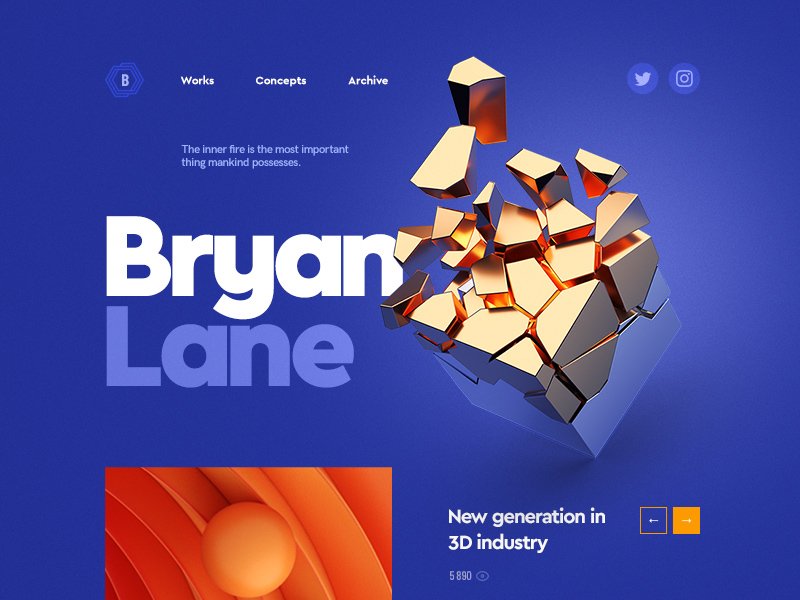 B
Works
Concepts
Archive
The inner fire is the most important
thing mankind possesses.
Bryan
Lane
New generation in
3D industry
← →
5 890